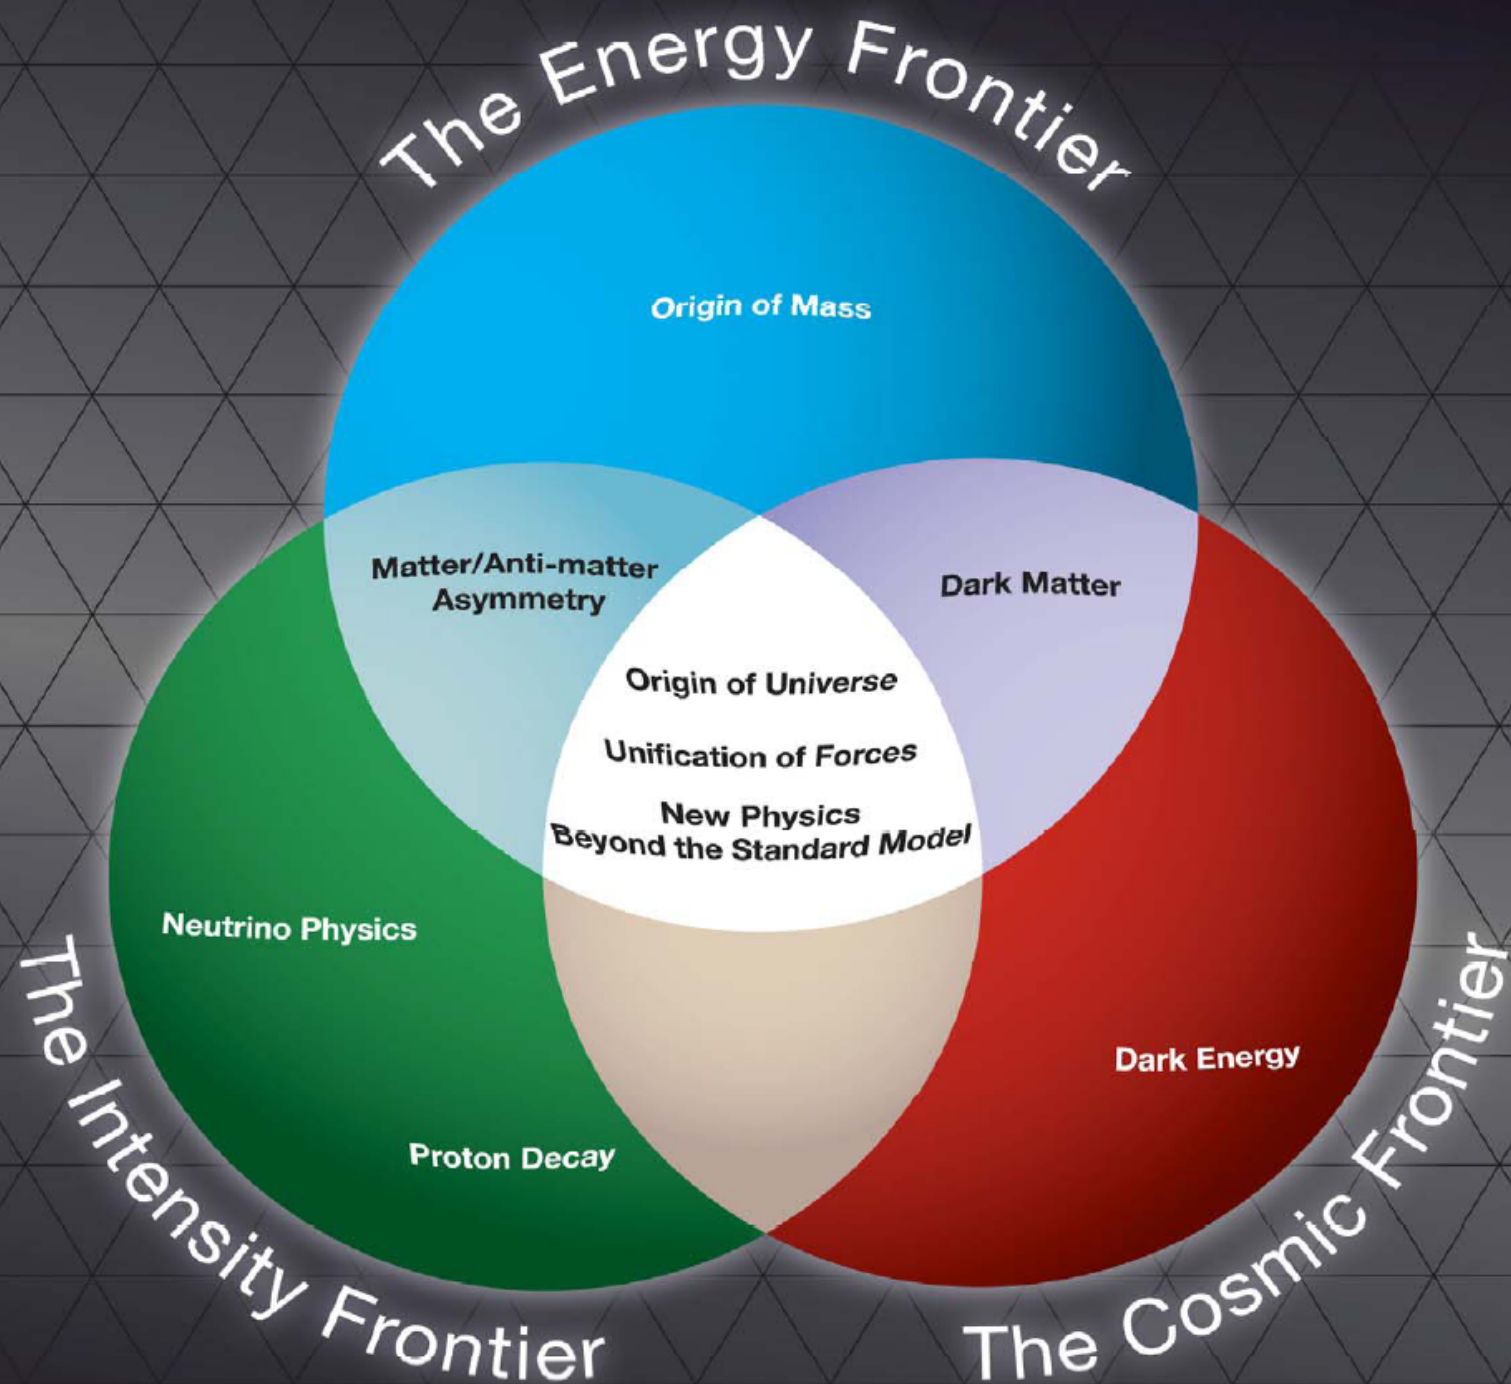 The Energy Frontier
Origin of Mass
Matter/Anti-matter
Asymmetry
Dark Matter
Origin of Universe
Unification of Forces
New Physics
Beyond the Standard Model
Neutrino Physics
Dark Energy
Proton Decay
The Intensity Frontier
The Cosmic Frontier